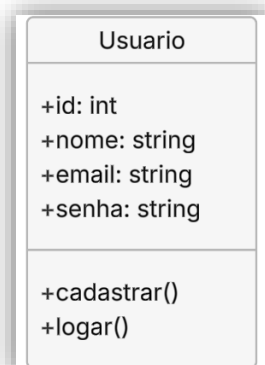 Usuario
+id: int
+nome: string
+email: string
+senha: string
+cadastrar()
+logar()